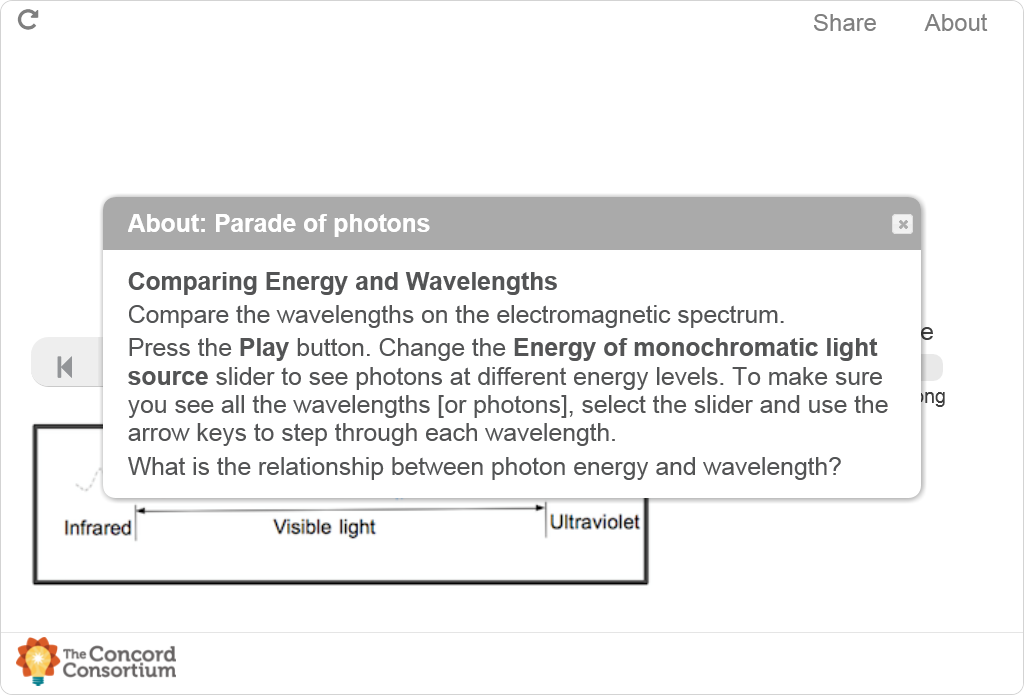 Share About
About: Parade of photons
Comparing Energy and Wavelengths
Compare the wavelengths on the electromagnetic spectrum.
Press the Play button. Change the Energy of monochromatic light
source slider to see photons at different energy levels. To make sure
you see all the wavelengths [or photons], select the slider and use the
arrow keys to step through each wavelength.
What is the relationship between photon energy and wavelength?
Infrared Visible light Ultraviolet
The Concord
Consortium